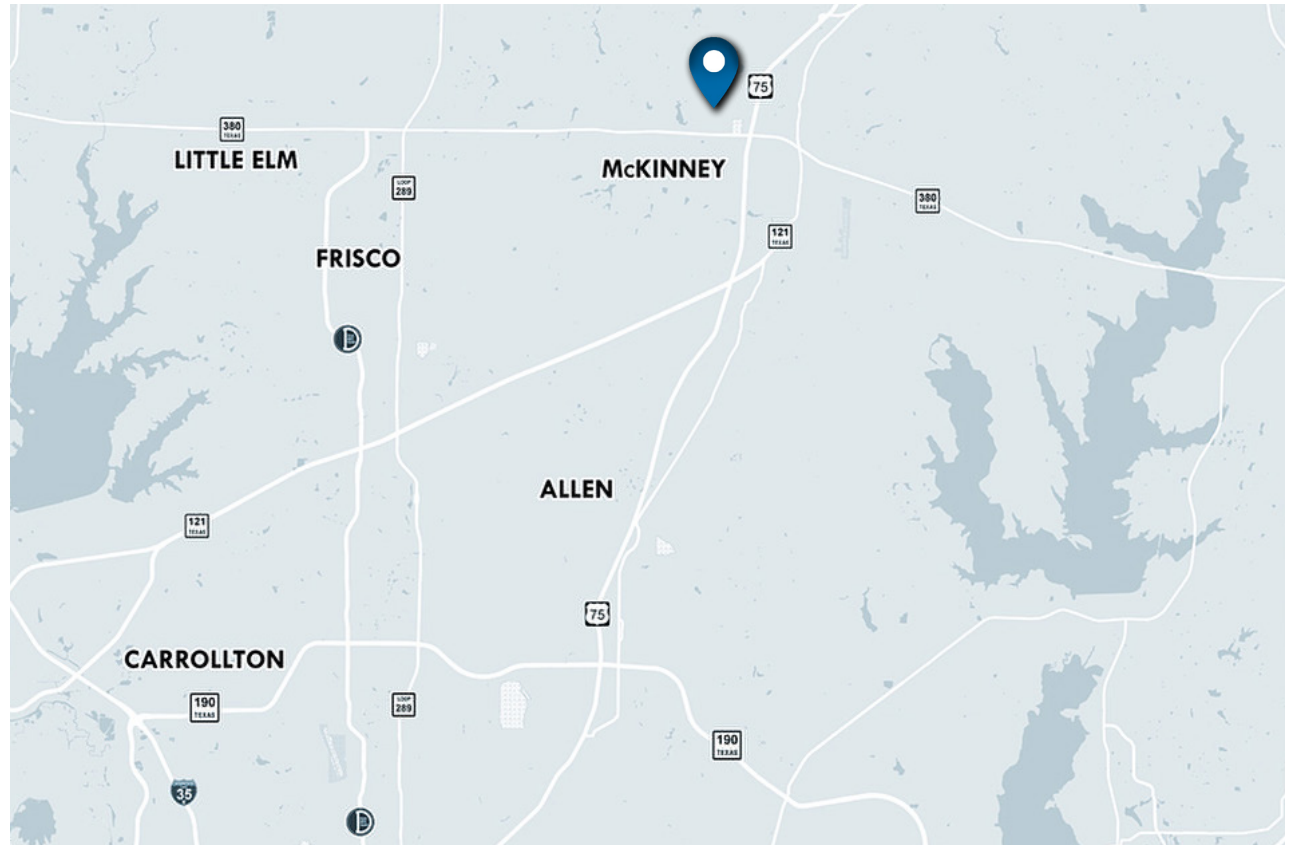 75
380
TEXAS
LITTLE ELM
McKINNEY
LOOP
289
380
TEXAS
121
TEXAS
FRISCO
D
ALLEN
121
TEXAS
75
CARROLLTON
190
TEXAS
LOOP
289
190
TEXAS
35
D